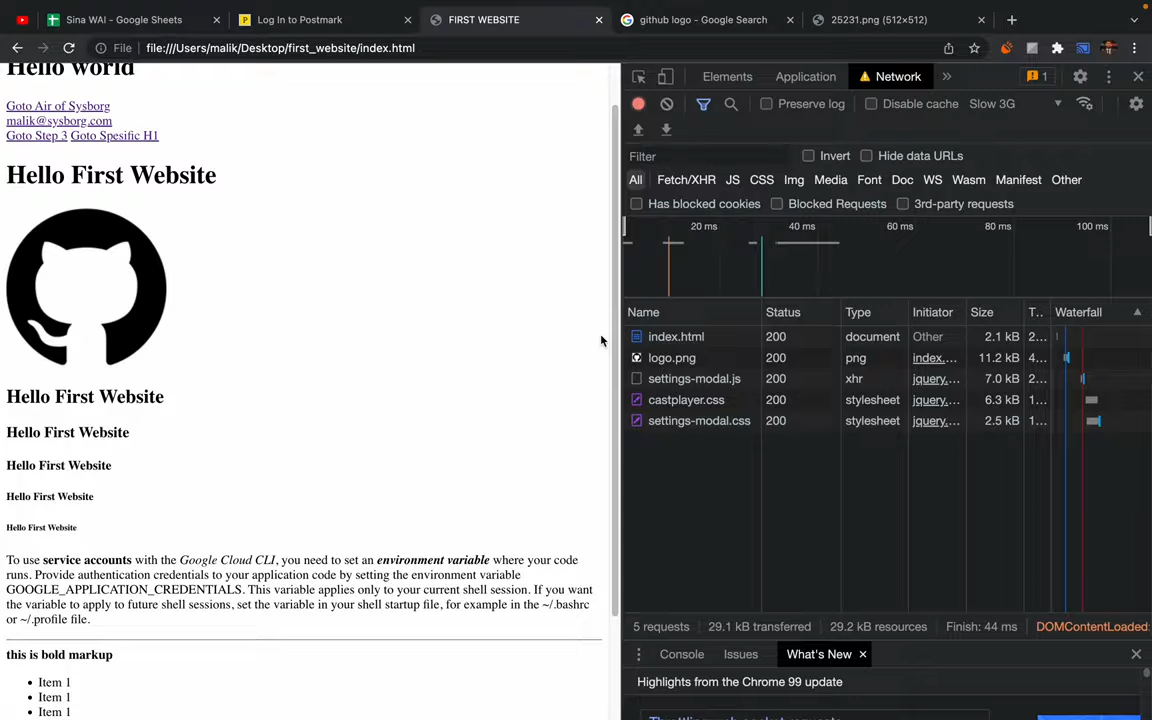 Sina WAI - Google Sheets
Log In to Postmark
FIRST WEBSITE
github logo - Google Search
25231.png (512×512)
File file:///Users/malik/Desktop/first_website/index.html
Hello world
Goto Air of Sysborg
malik@sysborg.com
Goto Step 3 Goto Spesific H1
Hello First Website
Hello First Website
Hello First Website
Hello First Website
Hello First Website
Hello First Website
To use service accounts with the Google Cloud CLI, you need to set an environment variable where your code
runs. Provide authentication credentials to your application code by setting the environment variable
GOOGLE_APPLICATION_CREDENTIALS. This variable applies only to your current shell session. If you want
the variable to apply to future shell sessions, set the variable in your shell startup file, for example in the ~/.bashrc
or ~/.profile file.
this is bold markup
• Item 1
• Item 1
• Item 1
Elements Application Network » 1
Preserve log Disable cache Slow 3G
Filter Invert Hide data URLs
All Fetch/XHR JS CSS Img Media Font Doc WS Wasm Manifest Other
Has blocked cookies Blocked Requests 3rd-party requests
20 ms 40 ms 60 ms 80 ms 100 ms
Name Status Type Initiator Size T.. Waterfall
index.html 200 document Other 2.1 kB 2...
logo.png 200 png index.... 11.2 kB 4...
settings-modal.js 200 xhr jquery.... 7.0 kB 2...
castplayer.css 200 stylesheet jquery.... 6.3 kB 1...
settings-modal.css 200 stylesheet jquery.... 2.5 kB 1...
5 requests 29.1 kB transferred 29.2 kB resources Finish: 44 ms DOMContentLoaded:
Console Issues What's New
Highlights from the Chrome 99 update